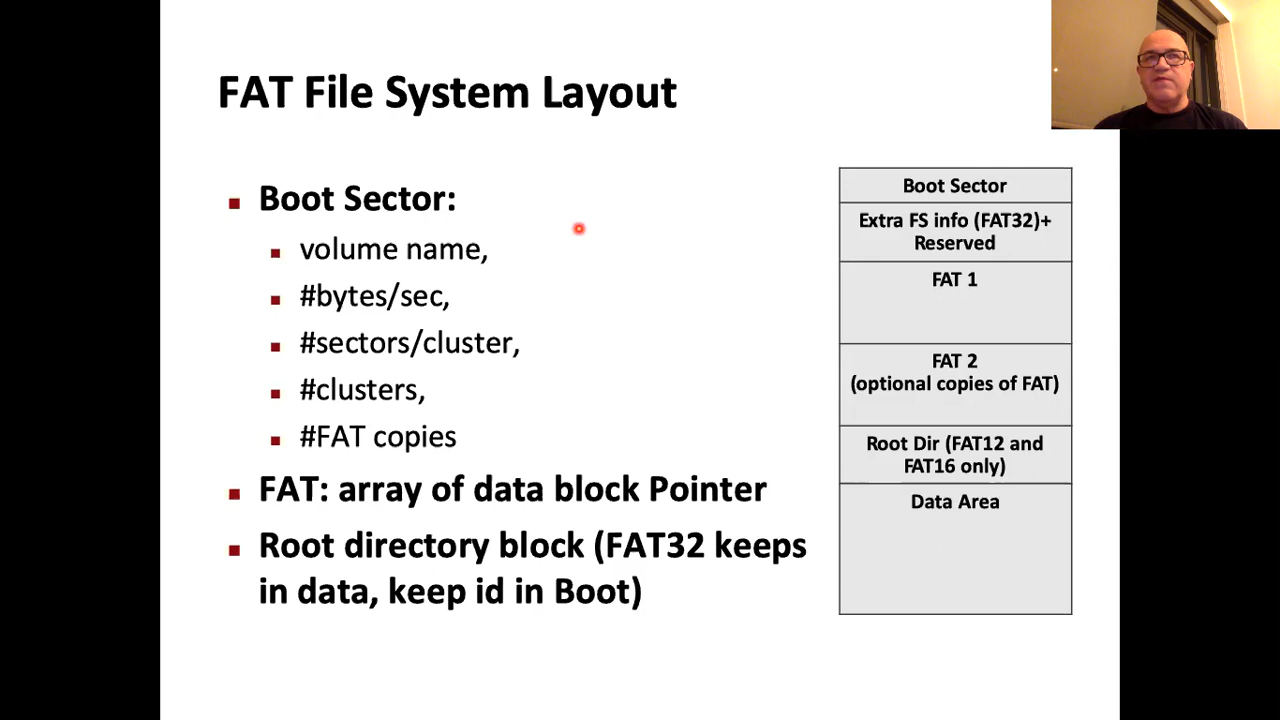 FAT File System Layout
Boot Sector:
volume name,
#bytes/sec,
#sectors/cluster,
#clusters,
#FAT copies
FAT: array of data block Pointer
Root directory block (FAT32 keeps
in data, keep id in Boot)
Boot Sector
Extra FS info (FAT32)+
Reserved
FAT 1
FAT 2
(optional copies of FAT)
Root Dir (FAT12 and
FAT16 only)
Data Area